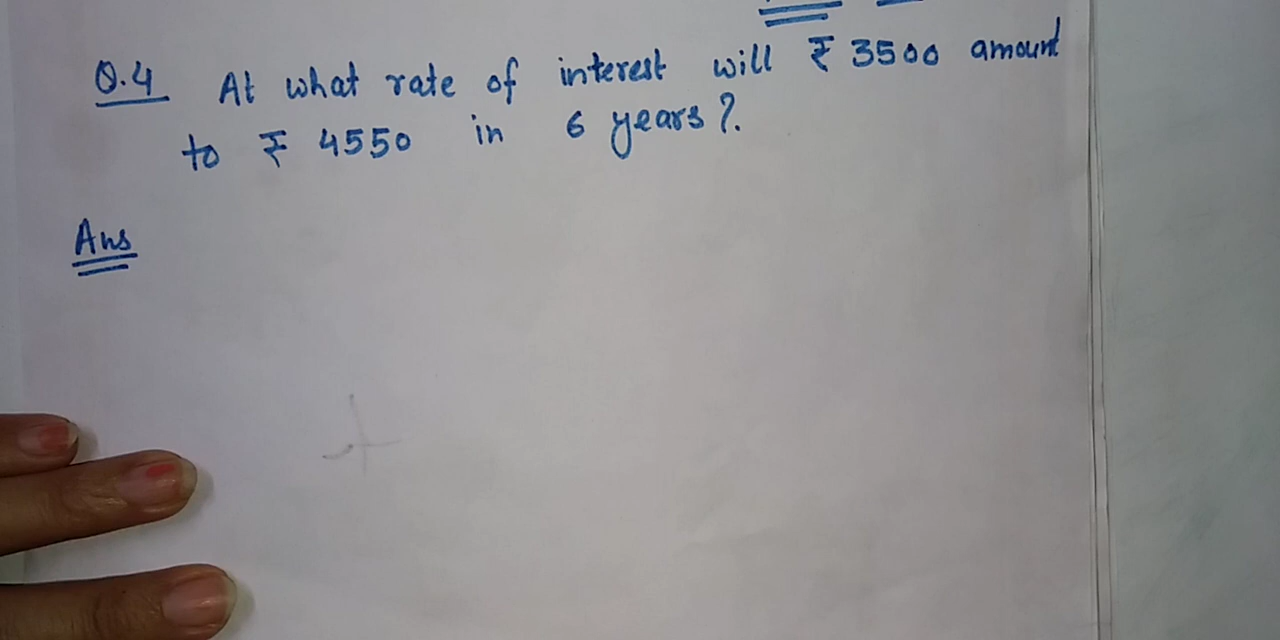 Q.4 At what rate of interest will ₹ 3500 amount
to ₹ 4550 in 6 years?.
Ans